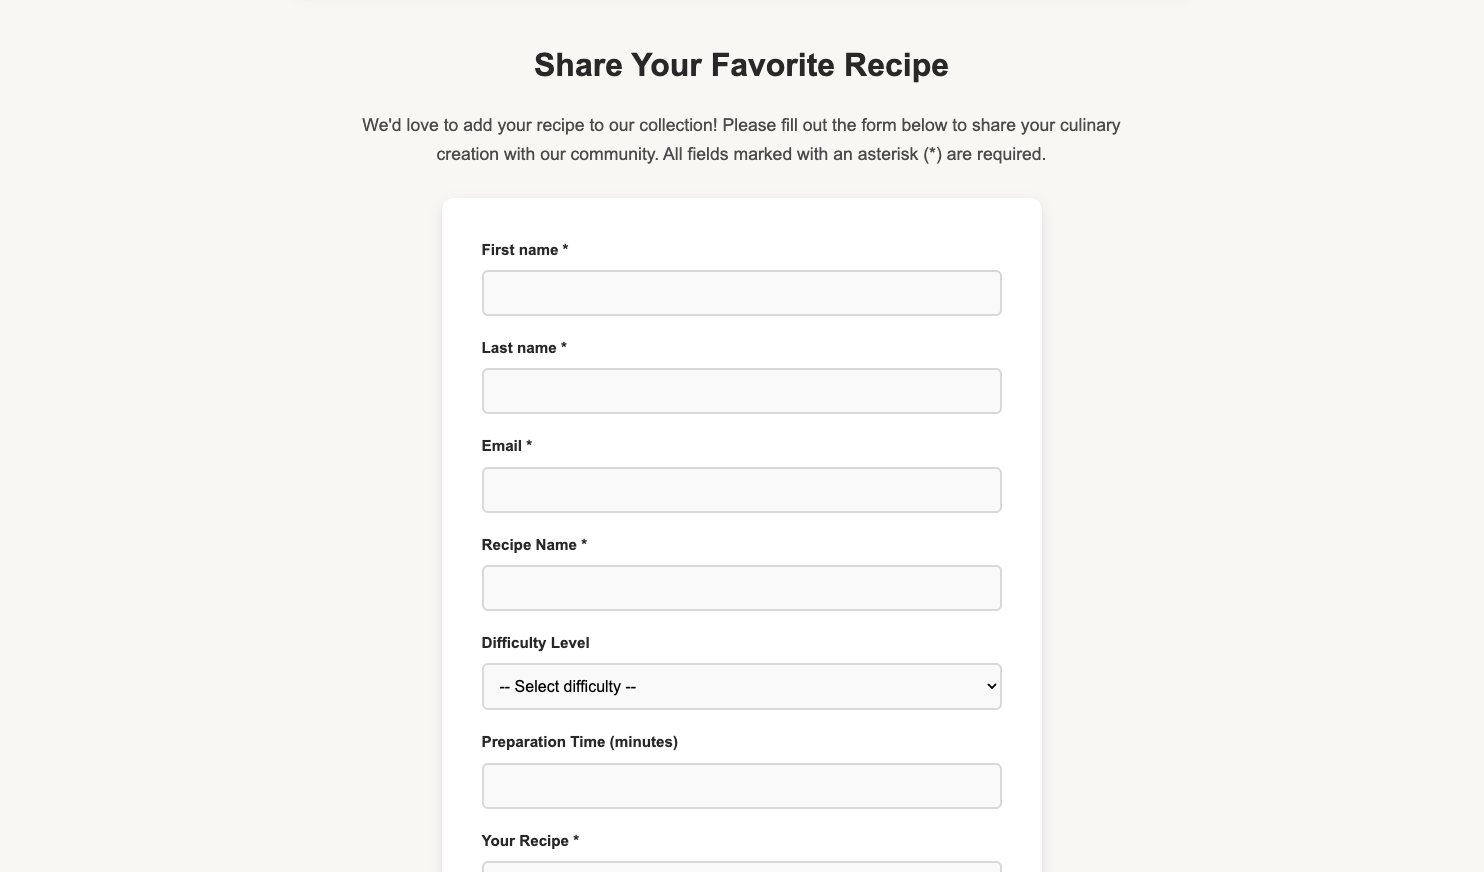 Share Your Favorite Recipe
We'd love to add your recipe to our collection! Please fill out the form below to share your culinary
creation with our community. All fields marked with an asterisk (*) are required.
First name *
Last name *
Email *
Recipe Name *
Difficulty Level
-- Select difficulty --
Preparation Time (minutes)
Your Recipe *